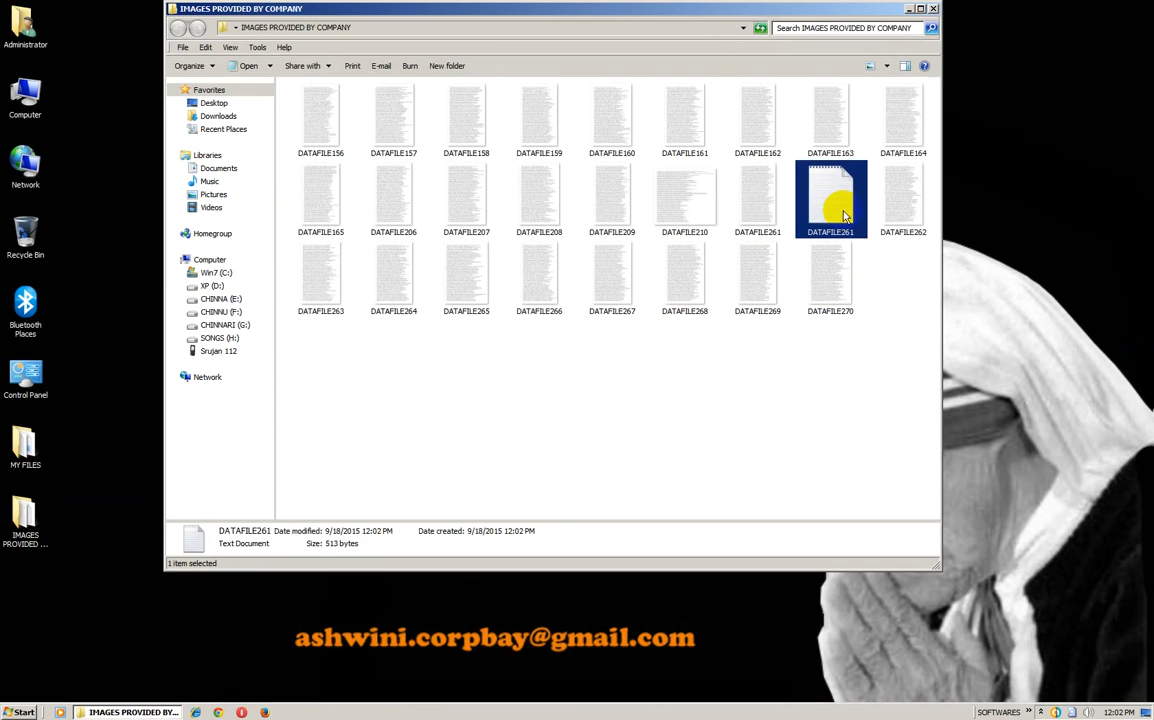 IMAGES PROVIDED BY COMPANY
IMAGES PROVIDED BY COMPANY
Search IMAGES PROVIDED BY COMPANY
File Edit View Tools Help
Organize Open Share with Print E-mail Burn New folder
Favorites
Desktop
Downloads
Recent Places
Libraries
Documents
Music
Pictures
Videos
Homegroup
Computer
Win7 (C:)
XP (D:)
CHINNA (E:)
CHINNU (F:)
CHINNARI (G:)
SONGS (H:)
Srujan 112
Network
DATAFILE156 DATAFILE157 DATAFILE158 DATAFILE159 DATAFILE160 DATAFILE161 DATAFILE162 DATAFILE163 DATAFILE164
DATAFILE165 DATAFILE206 DATAFILE207 DATAFILE208 DATAFILE209 DATAFILE210 DATAFILE261 DATAFILE261 DATAFILE262
DATAFILE263 DATAFILE264 DATAFILE265 DATAFILE266 DATAFILE267 DATAFILE268 DATAFILE269 DATAFILE270
DATAFILE261 Date modified: 9/18/2015 12:02 PM Date created: 9/18/2015 12:02 PM
Text Document Size: 513 bytes
1 item selected
Administrator
Computer
Network
Recycle Bin
Bluetooth
Places
Control Panel
MY FILES
IMAGES
PROVIDED ...
ashwini.corpbay@gmail.com
Start IMAGES PROVIDED BY... SOFTWARES » 12:02 PM